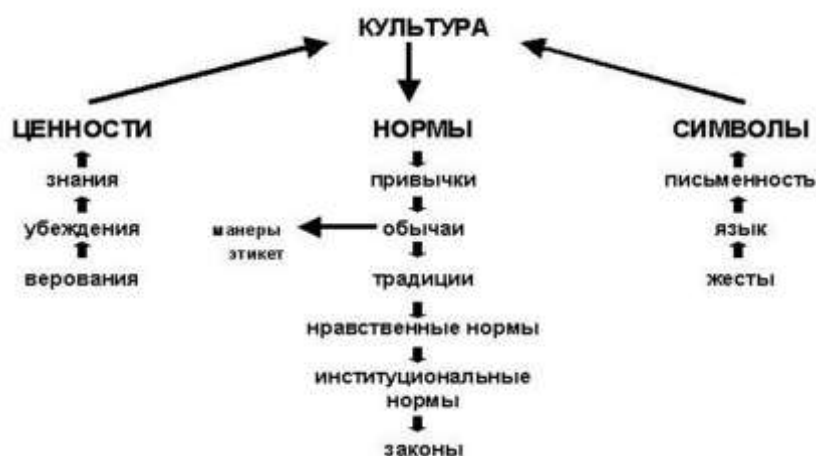 КУЛЬТУРА
ЦЕННОСТИ
знания
убеждения
верования
НОРМЫ
привычки
обычаи
манеры
этикет
традиции
нравственные нормы
институциональные
нормы
законы
СИМВОЛЫ
письменность
язык
жесты